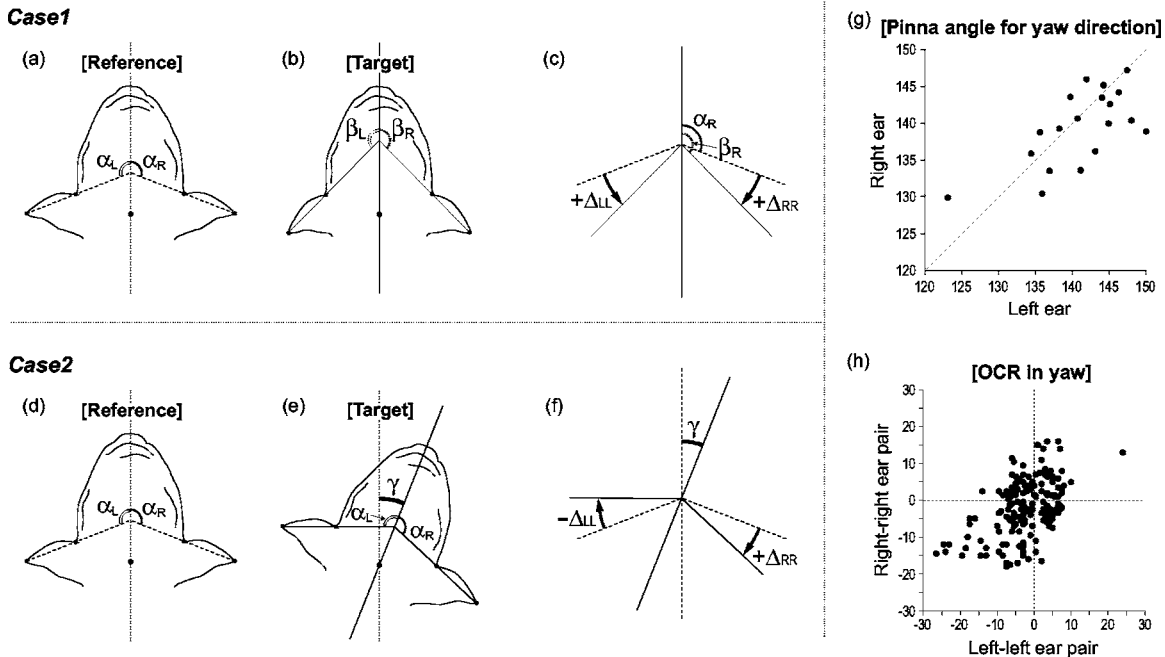 Case1
(a) [Reference]
αL αR
(b) [Target]
βL βR
(c)
αR
βR
+ΔLL
+ΔRR
Case2
(d) [Reference]
αL αR
(e) [Target]
γ
αL αR
(f)
γ
−ΔLL
+ΔRR
(g) [Pinna angle for yaw direction]
Right ear
150
145
140
135
130
125
120
120 125 130 135 140 145 150
Left ear
(h) [OCR in yaw]
Right-right ear pair
30
20
10
0
-10
-20
-30
-30 -20 -10 0 10 20 30
Left-left ear pair